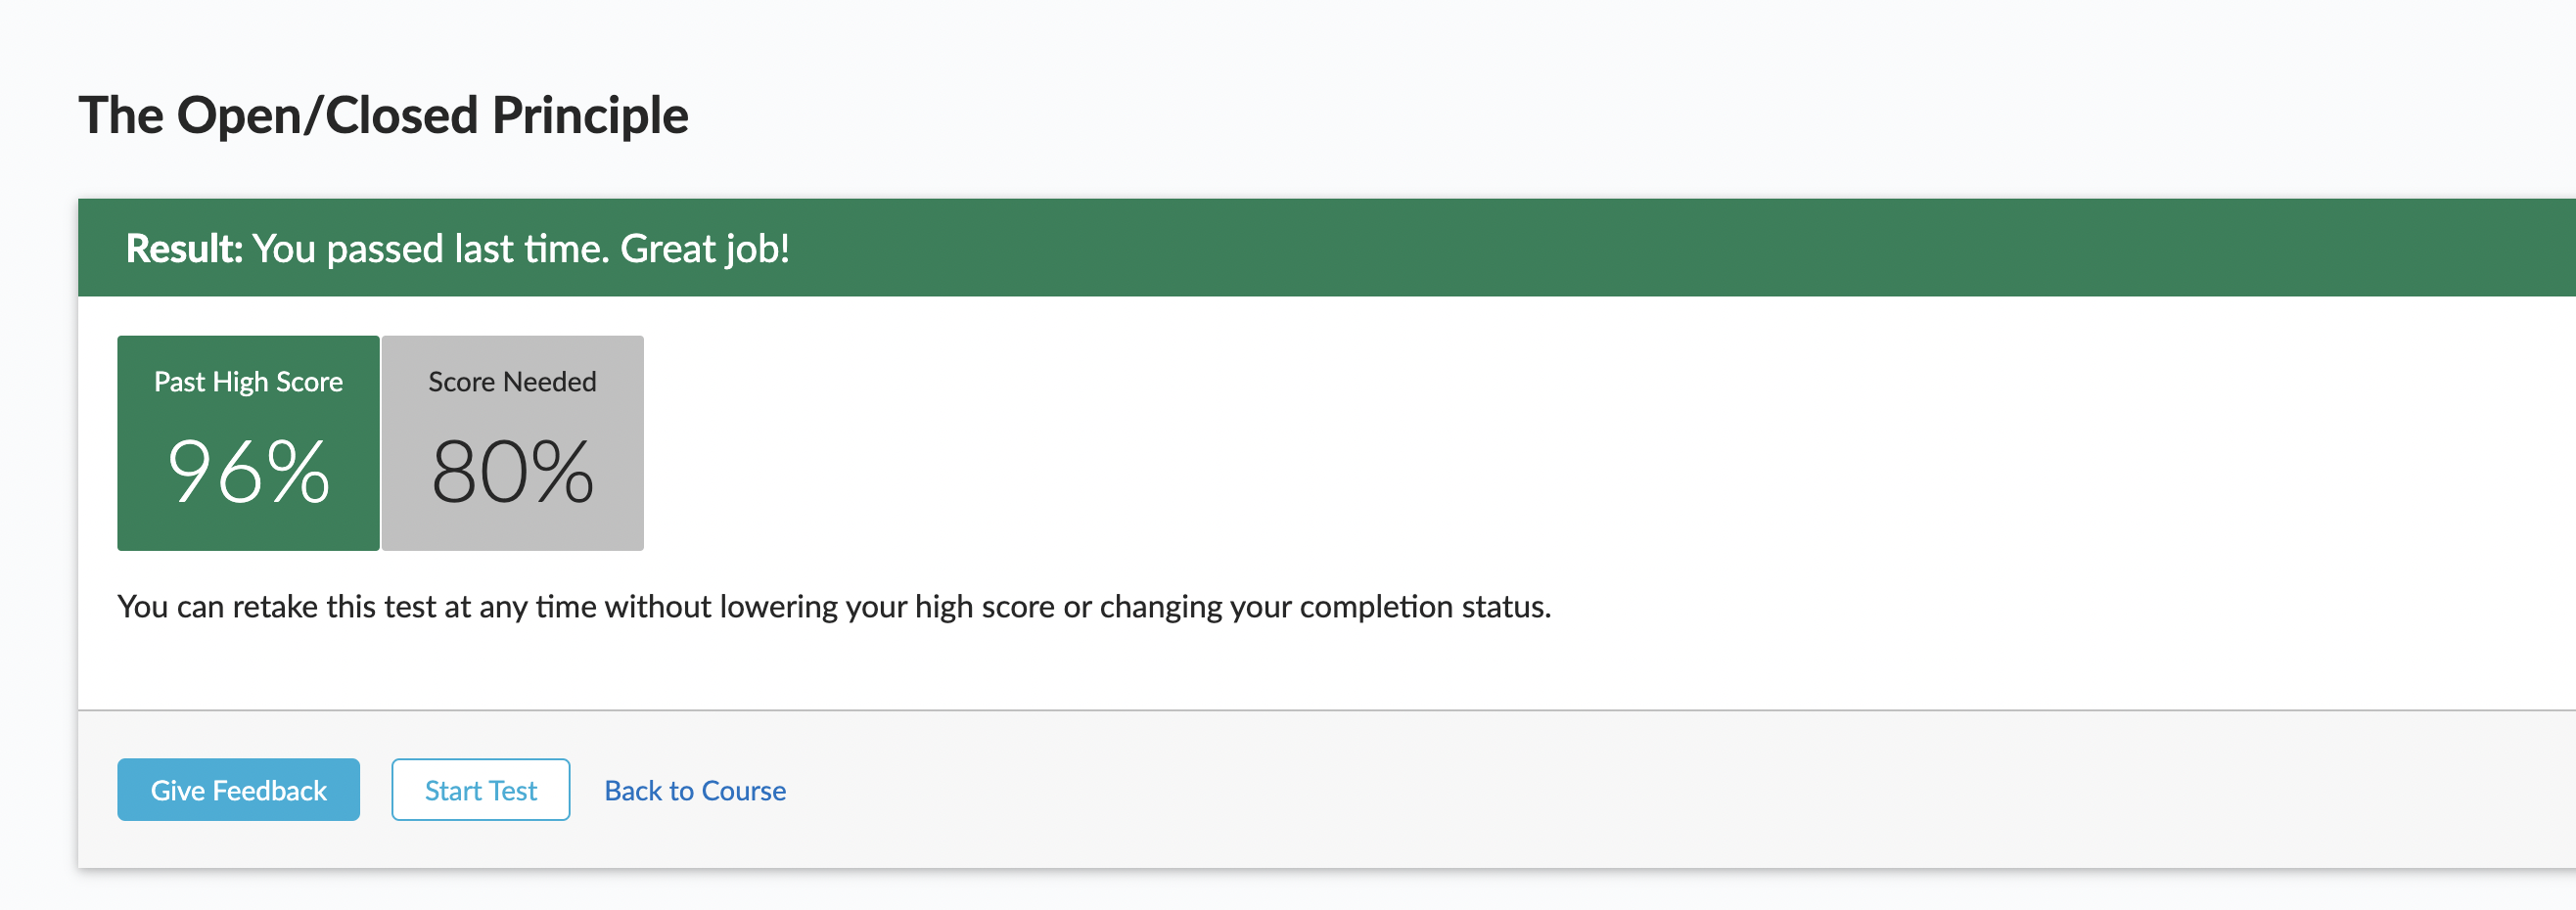 The Open/Closed Principle
Result: You passed last time. Great job!
Past High Score
96%
Score Needed
80%
You can retake this test at any time without lowering your high score or changing your completion status.
Give Feedback
Start Test
Back to Course